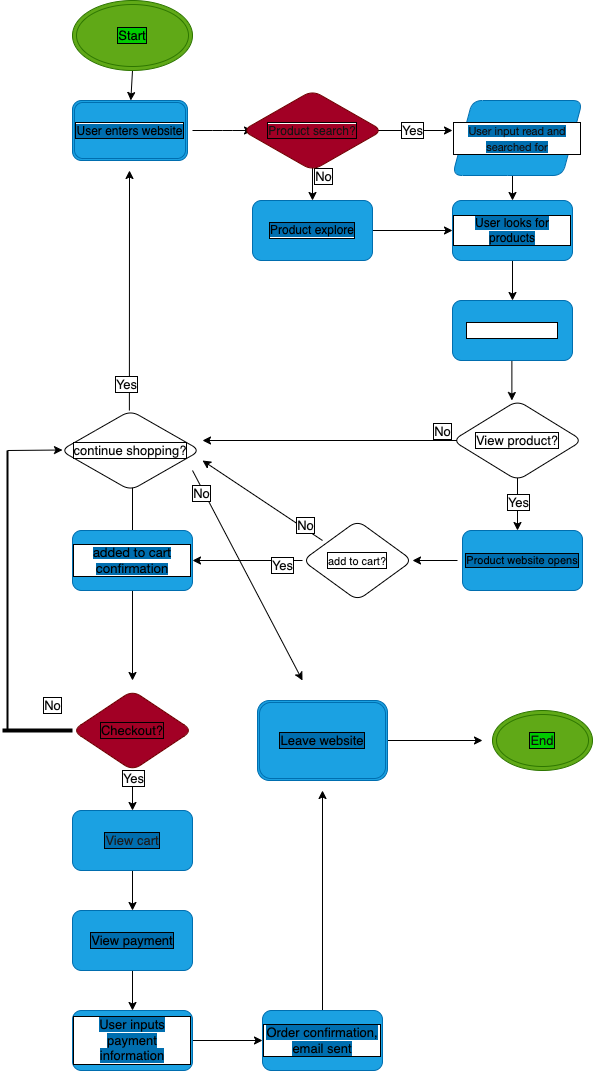 Start
User enters website
Product search?
Yes
User input read and
searched for
No
Product explore
User looks for
products
Yes
continue shopping?
No
View product?
No
Yes
No
added to cart
confirmation
Yes
add to cart?
Product website opens
No
Checkout?
Leave website
End
Yes
View cart
View payment
User inputs
payment
information
Order confirmation,
email sent